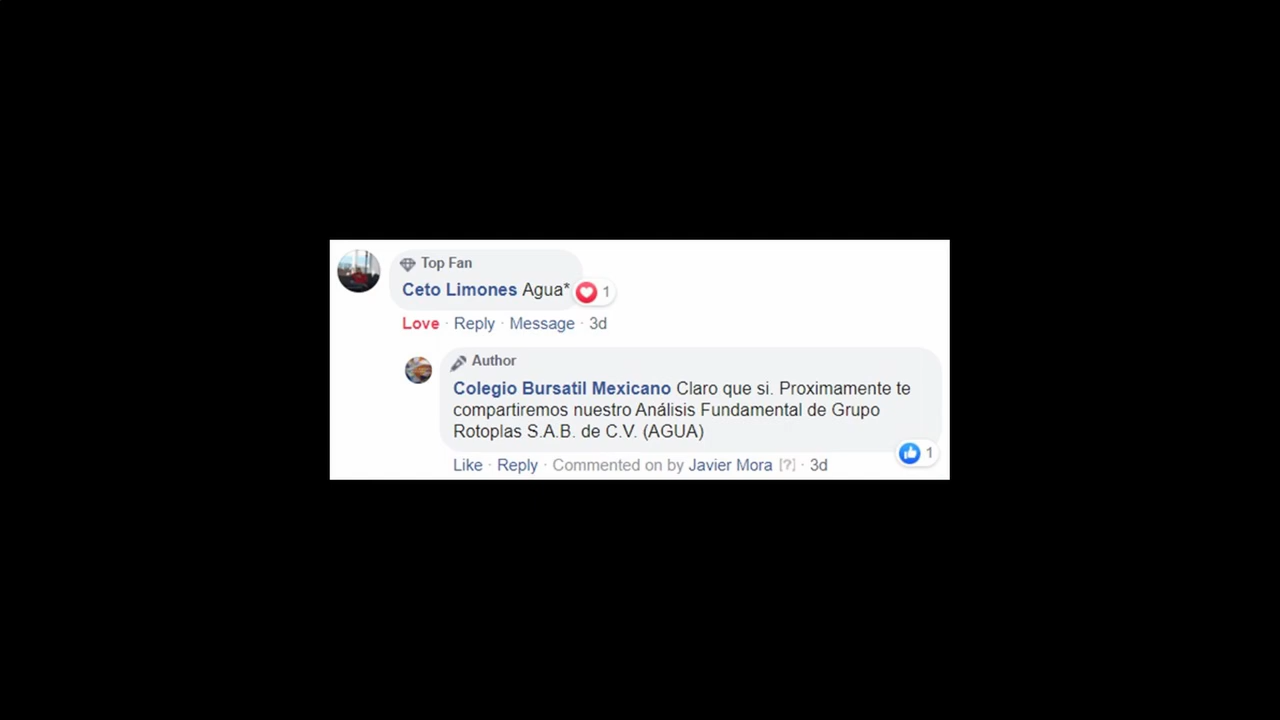 Top Fan
Ceto Limones Agua* 1
Love · Reply · Message · 3d
Author
Colegio Bursatil Mexicano Claro que si. Proximamente te
compartiremos nuestro Análisis Fundamental de Grupo
Rotoplas S.A.B. de C.V. (AGUA)
1
Like · Reply · Commented on by Javier Mora [?] · 3d